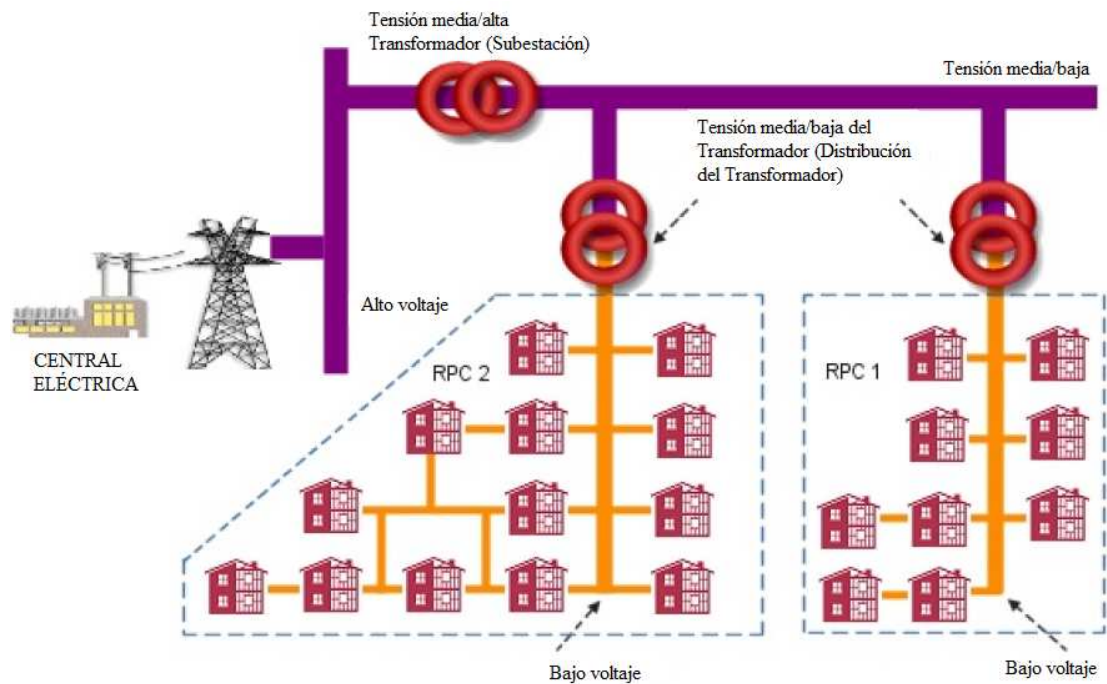 Tensión media/alta
Transformador (Subestación)
Tensión media/baja
Tensión media/baja del
Transformador (Distribución
del Transformador)
Alto voltaje
CENTRAL
ELÉCTRICA
RPC 2
RPC 1
Bajo voltaje
Bajo voltaje